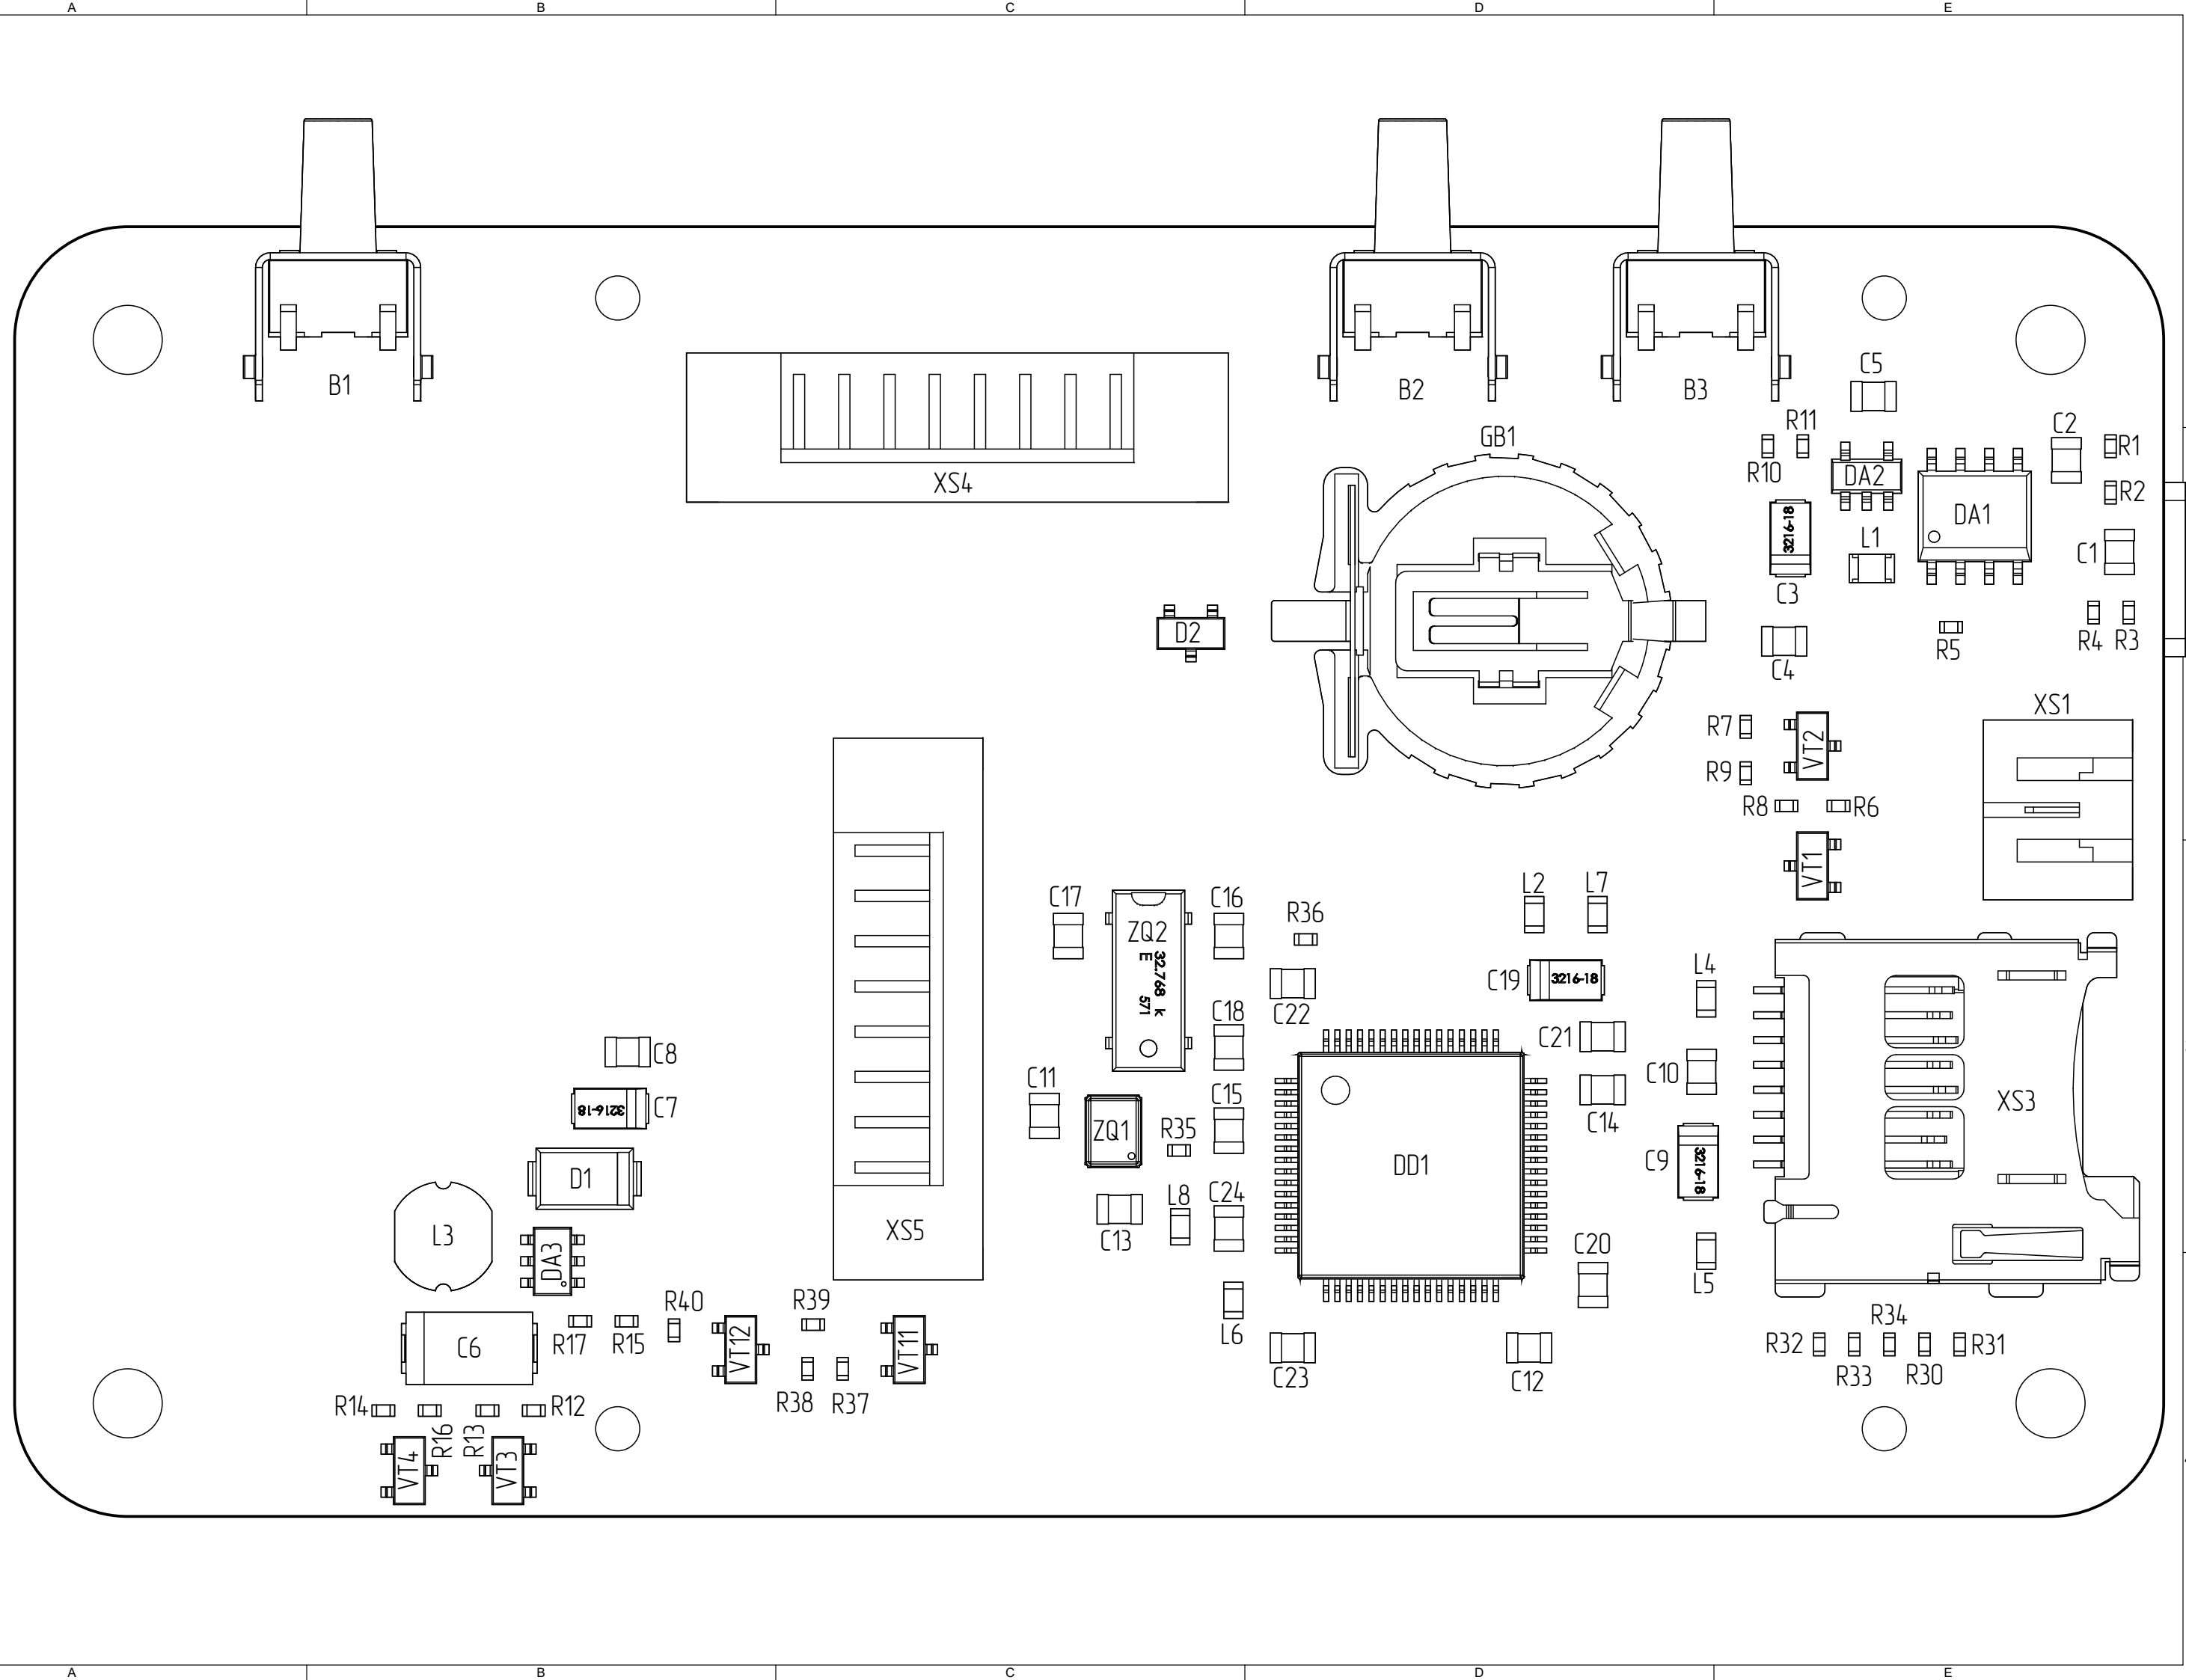 A B C D E
B1
B2
B3
C5
R11
GB1
C2
R1
R10
DA2
XS4
R2
3216-18
DA1
L1
C1
C3
D2
R5
R4
R3
C4
XS1
R7
VT2
R9
R8
R6
VT1
L2
L7
C17
C16
R36
ZQ2
32.768 k
E
571
L4
C19
3216-18
C22
C18
C21
C8
C10
C11
C15
XS3
C7
3216-18
C14
ZQ1
R35
DD1
C9
3216-18
D1
L8
C24
L3
XS5
C13
C20
DA3
L5
R40
R39
R34
L6
R17
R15
VT12
VT11
C6
R32
R31
C23
C12
R33
R30
R38
R37
R14
R12
R16
R13
VT4
VT3
A B C D E